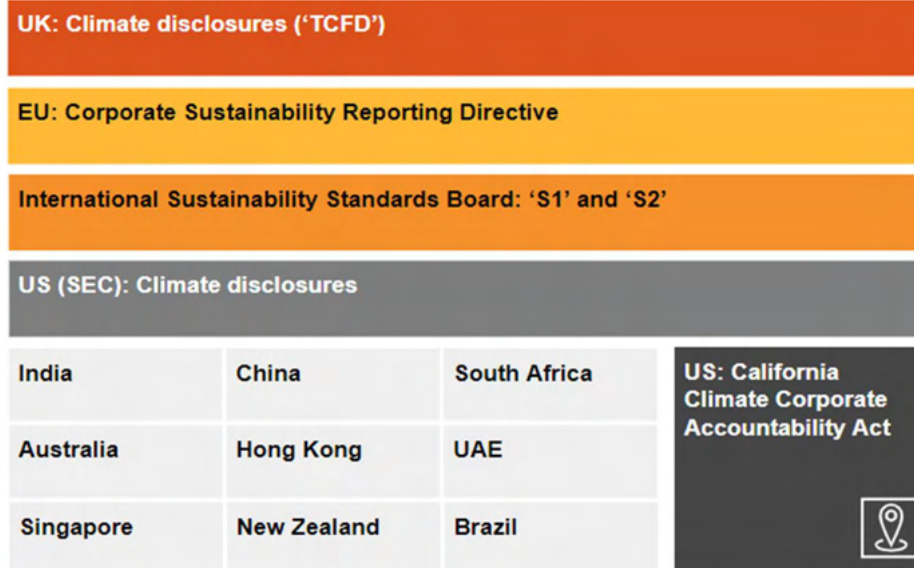 UK: Climate disclosures (‘TCFD’)
EU: Corporate Sustainability Reporting Directive
International Sustainability Standards Board: ‘S1’ and ‘S2’
US (SEC): Climate disclosures
India
China
South Africa
Australia
Hong Kong
UAE
Singapore
New Zealand
Brazil
US: California
Climate Corporate
Accountability Act